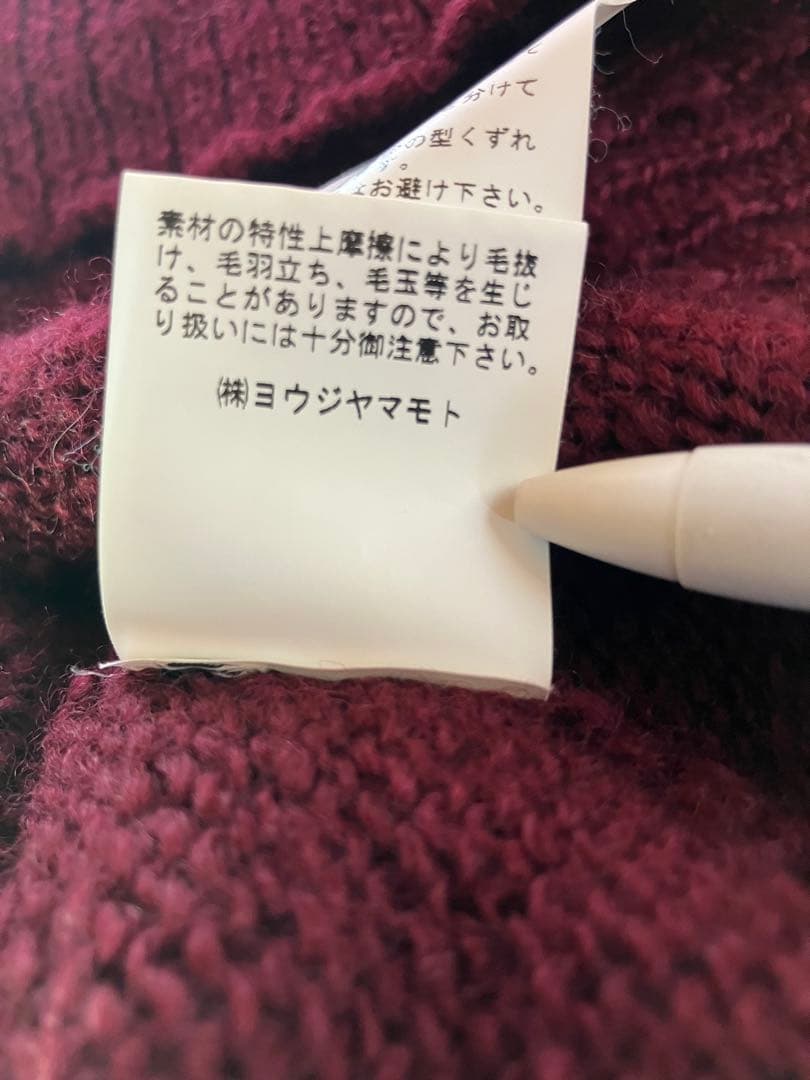 分けて
の型くずれ
す。
お避け下さい。
素材の特性上摩擦により毛抜
け、毛羽立ち、毛玉等を生じ
ることがありますので、お取
り扱いには十分御注意下さい。
㈱ヨウジヤマモト